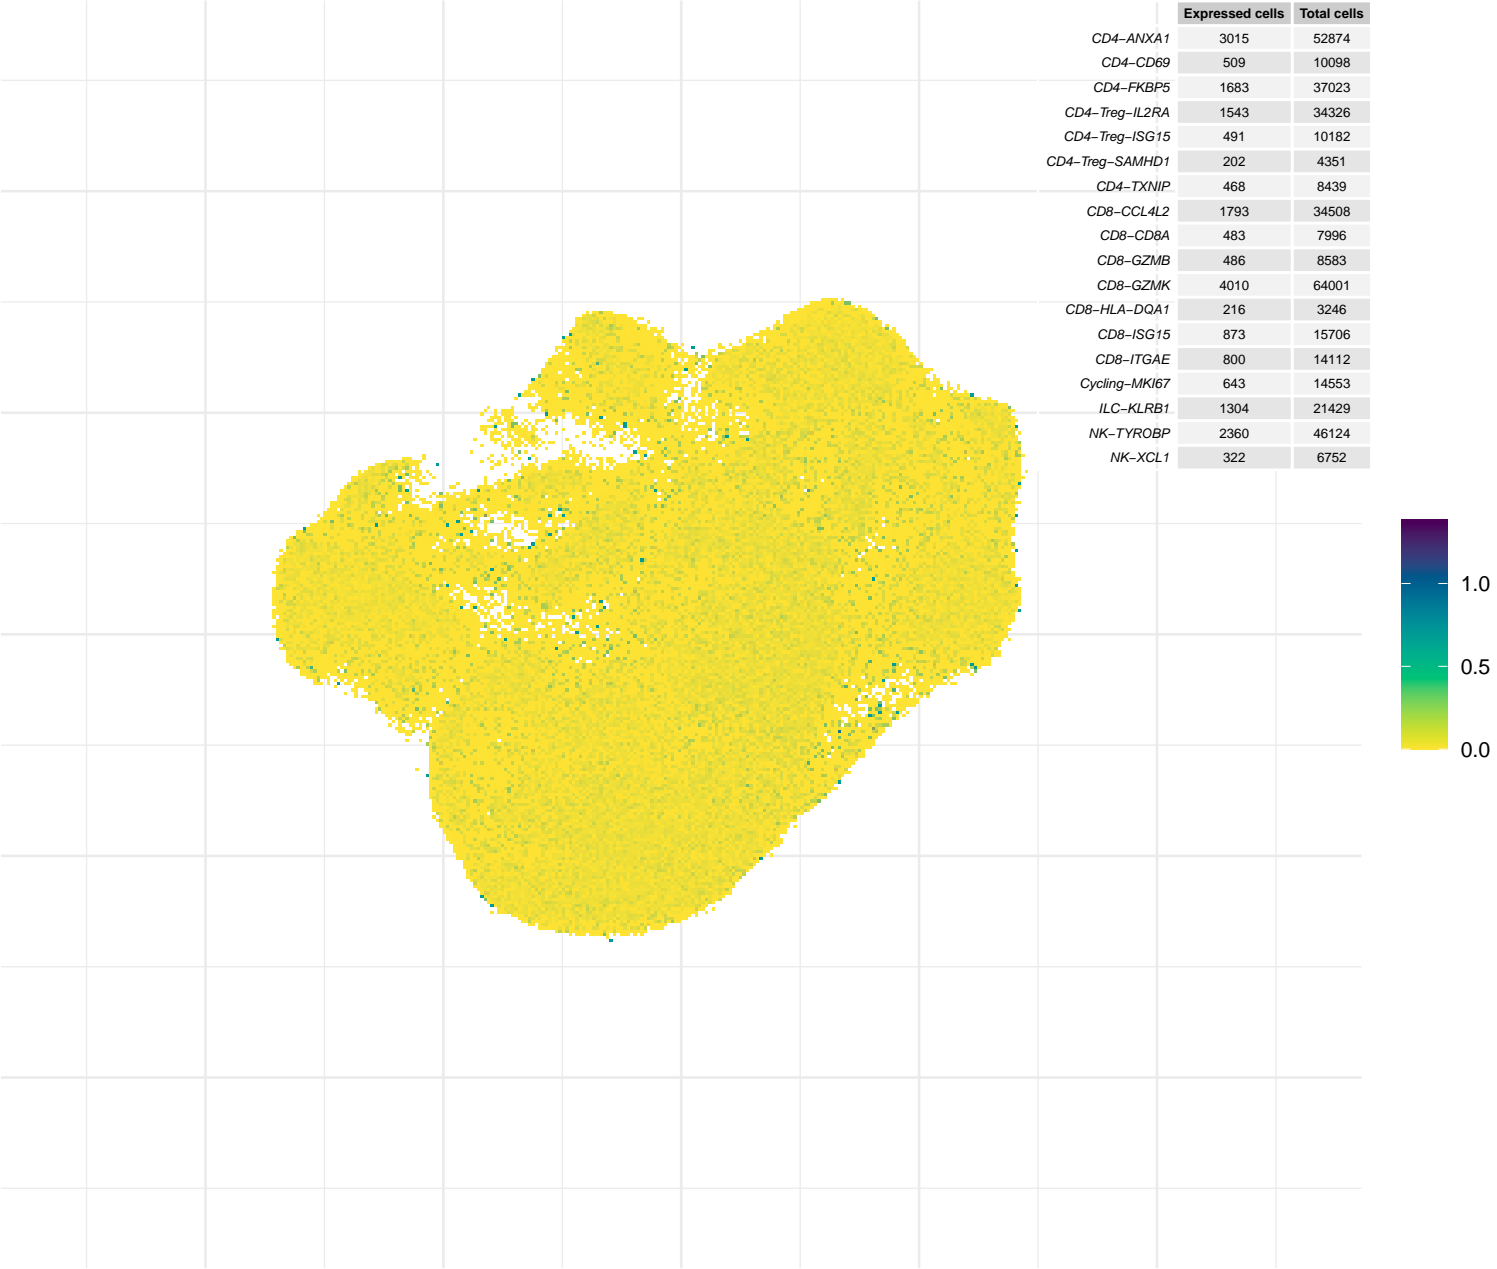 Expressed cells Total cells
CD4−ANXA1 3015 52874
CD4−CD69 509 10098
CD4−FKBP5 1683 37023
CD4−Treg−IL2RA 1543 34326
CD4−Treg−ISG15 491 10182
CD4−Treg−SAMHD1 202 4351
CD4−TXNIP 468 8439
CD8−CCL4L2 1793 34508
CD8−CD8A 483 7996
CD8−GZMB 486 8583
CD8−GZMK 4010 64001
CD8−HLA−DQA1 216 3246
CD8−ISG15 873 15706
CD8−ITGAE 800 14112
Cycling−MKI67 643 14553
ILC−KLRB1 1304 21429
NK−TYROBP 2360 46124
NK−XCL1 322 6752
1.0
0.5
0.0